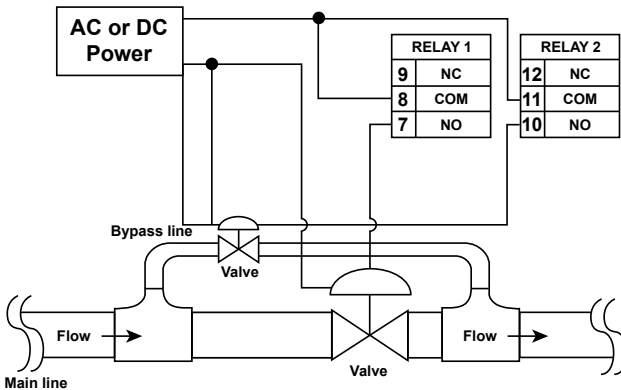 AC or DC
Power
RELAY 1
9 NC
8 COM
7 NO
RELAY 2
12 NC
11 COM
10 NO
Bypass line
Valve
Flow
Valve
Flow
Main line